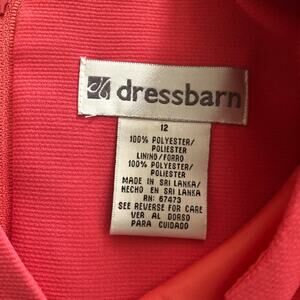 dressbarn
12
100% POLYESTER/
POLIESTER
LINING/FORRO
100% POLYESTER/
POLIESTER
MADE IN SRI LANKA/
HECHO EN SRI LANKA
RN: 67473
SEE REVERSE FOR CARE
VER AL DORSO
PARA CUIDADO